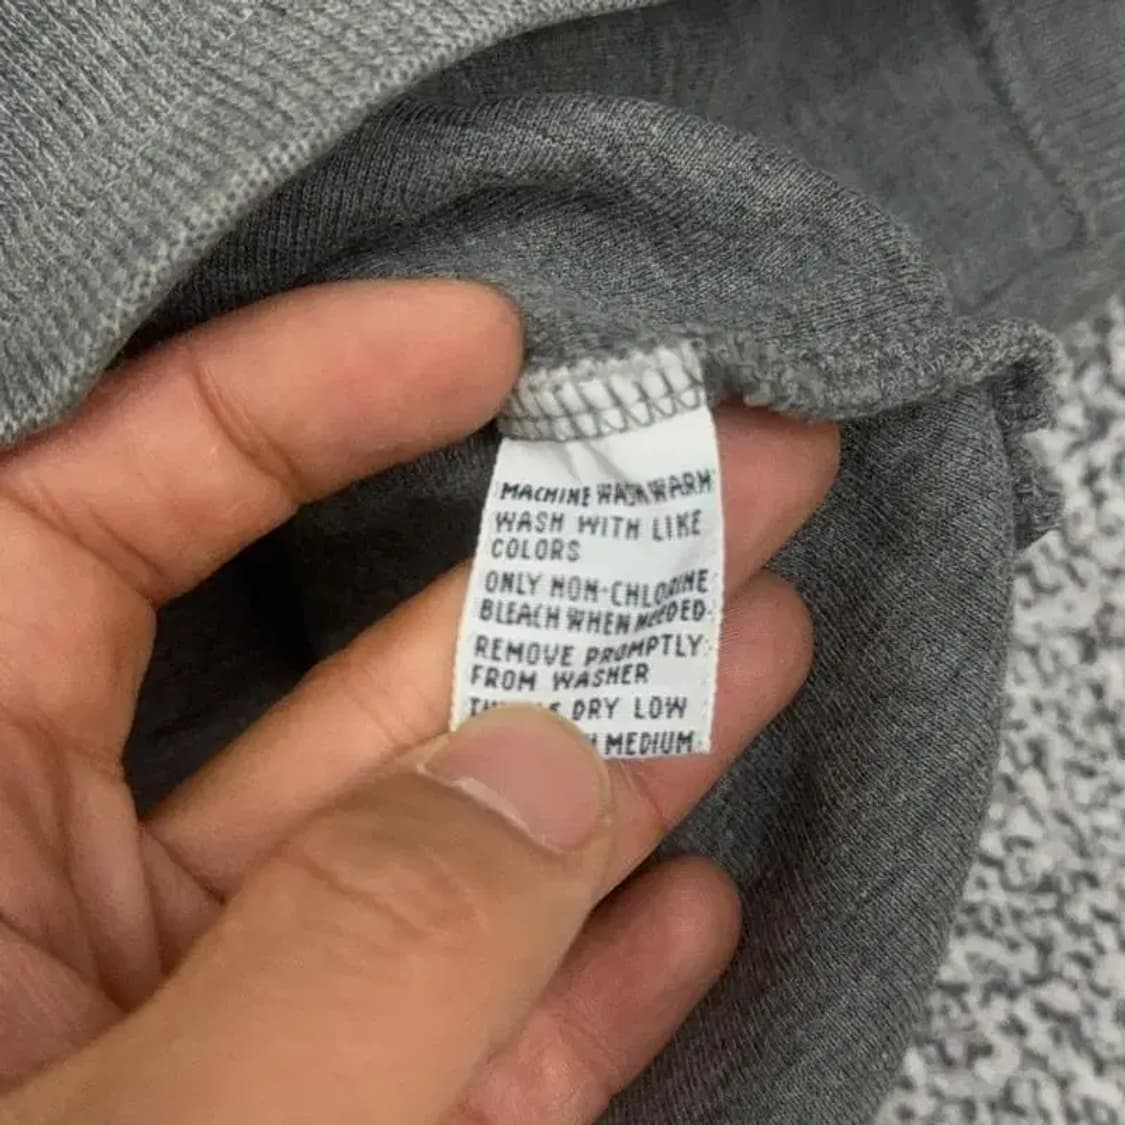 MACHINE WASH WARM
WASH WITH LIKE
COLORS
ONLY NON-CHLORINE
BLEACH WHEN NEEDED
REMOVE PROMPTLY
FROM WASHER
DRY LOW
MEDIUM